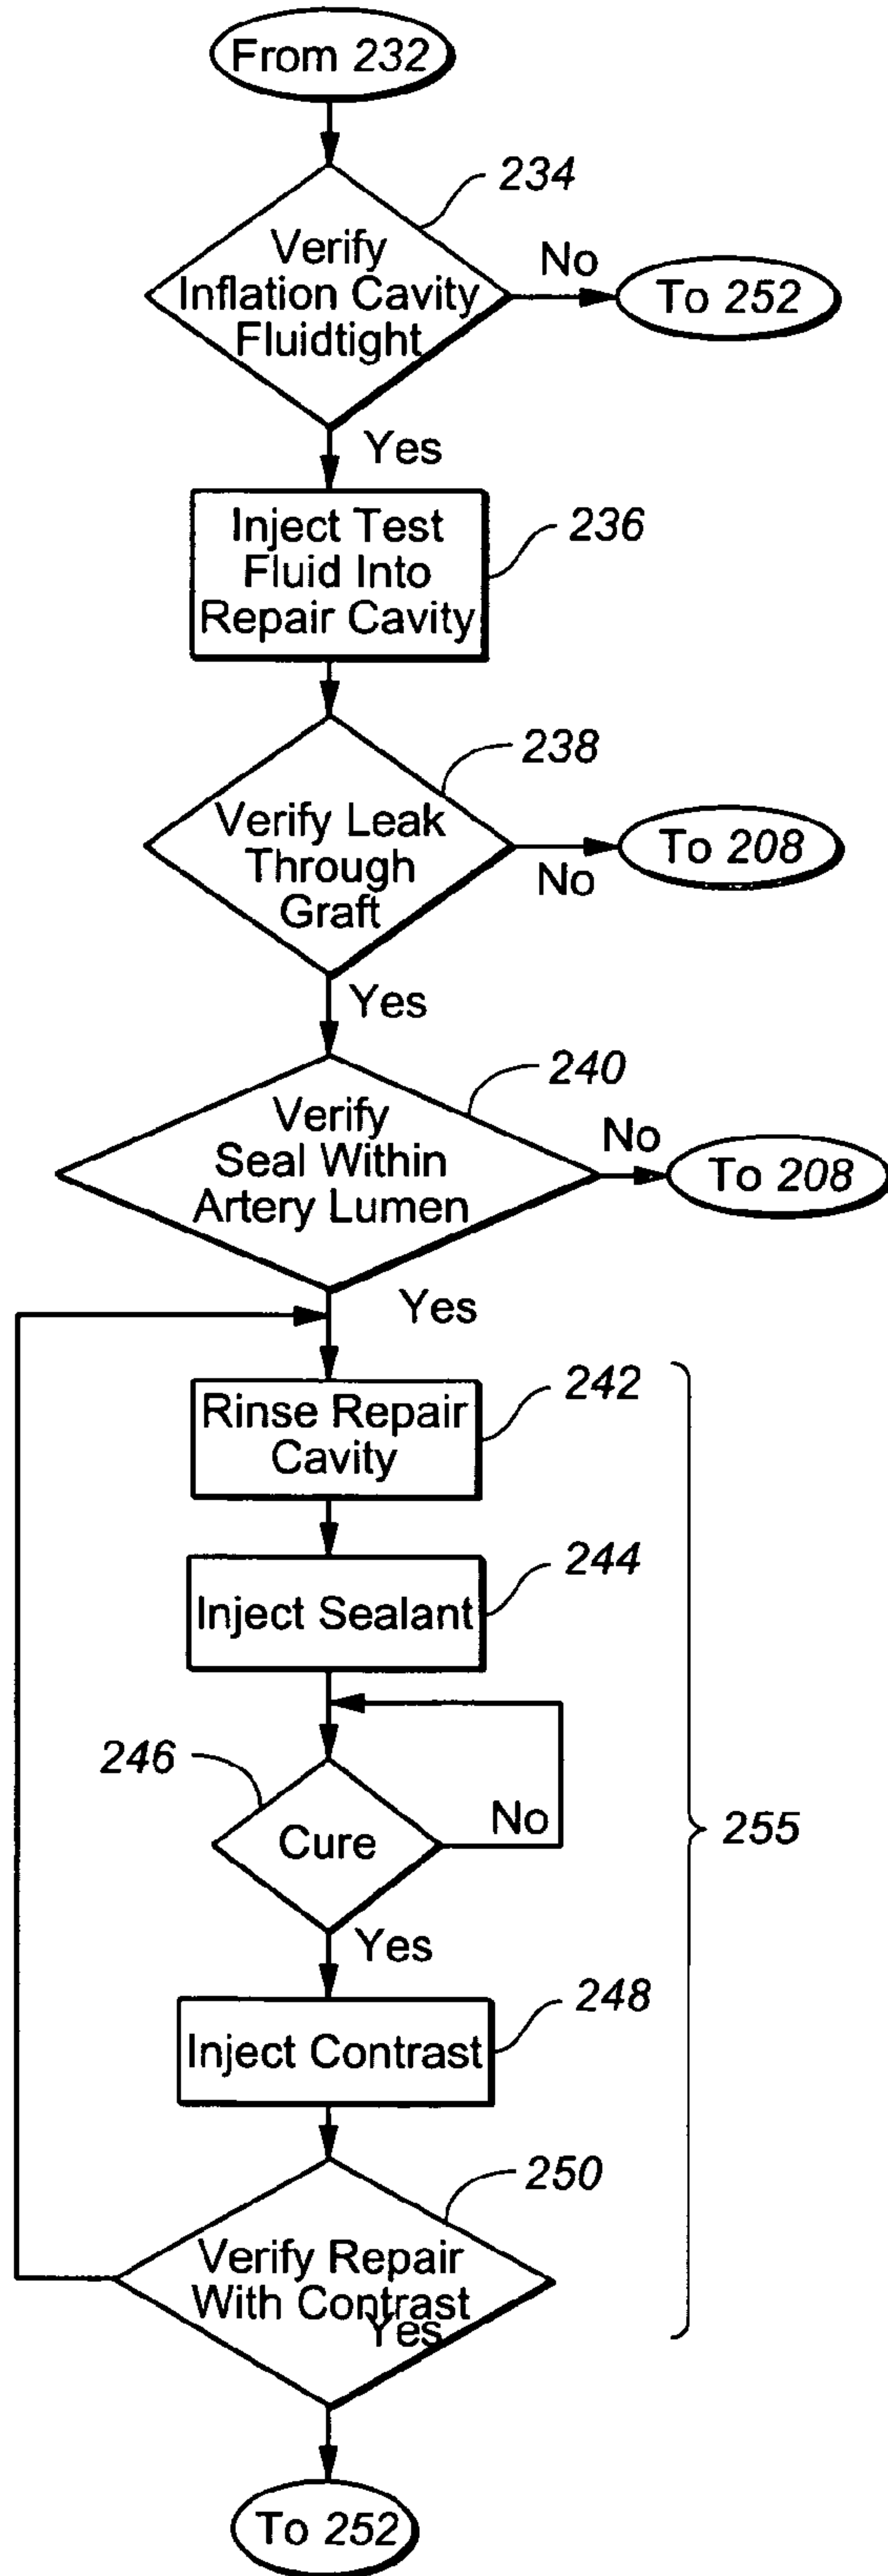 From 232
234
Verify
Inflation Cavity
Fluidtight
No
To 252
Yes
Inject Test
Fluid Into
Repair Cavity
236
238
Verify Leak
Through
Graft
No
To 208
Yes
240
Verify
Seal Within
Artery Lumen
No
To 208
Yes
Rinse Repair
Cavity
242
Inject Sealant
244
246
Cure
No
255
Yes
248
Inject Contrast
250
Verify Repair
With Contrast
Yes
To 252